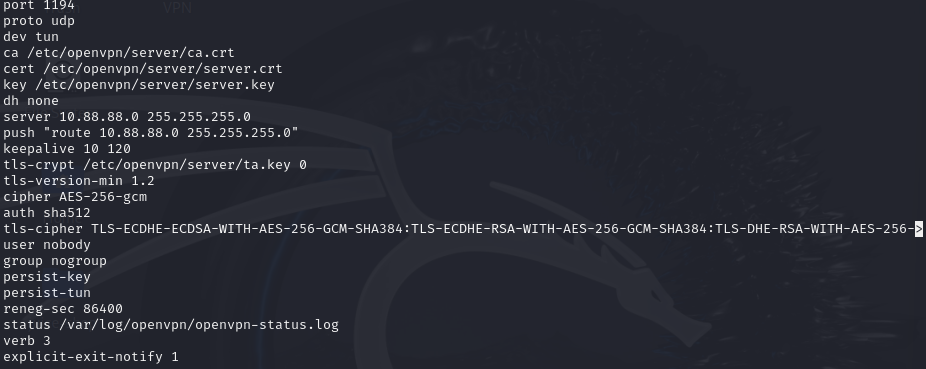 port 1194
VPN
proto udp
dev tun
ca /etc/openvpn/server/ca.crt
cert /etc/openvpn/server/server.crt
key /etc/openvpn/server/server.key
dh none
server 10.88.88.0 255.255.255.0
push "route 10.88.88.0 255.255.255.0"
keepalive 10 120
tls-crypt /etc/openvpn/server/ta.key 0
tls-version-min 1.2
cipher AES-256-gcm
auth sha512
tls-cipher TLS-ECDHE-ECDSA-WITH-AES-256-GCM-SHA384:TLS-ECDHE-RSA-WITH-AES-256-GCM-SHA384:TLS-DHE-RSA-WITH-AES-256->
user nobody
group nogroup
persist-key
persist-tun
reneg-sec 86400
status /var/log/openvpn/openvpn-status.log
verb 3
explicit-exit-notify 1